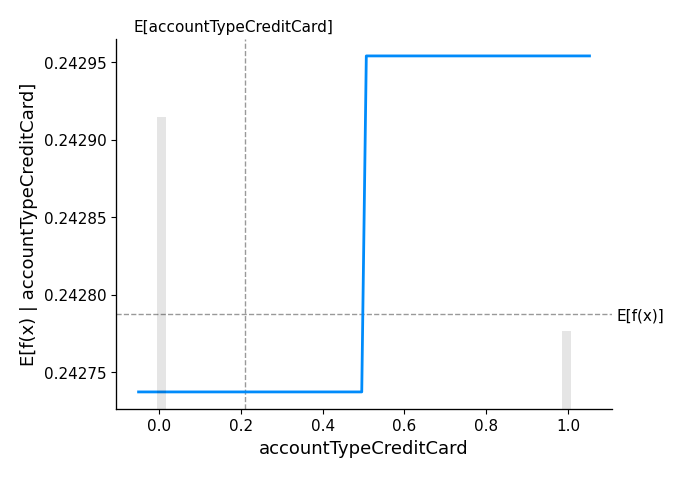 E[accountTypeCreditCard]
E[f(x) | accountTypeCreditCard]
0.24295
0.24290
0.24285
0.24280
0.24275
E[f(x)]
0.0 0.2 0.4 0.6 0.8 1.0
accountTypeCreditCard